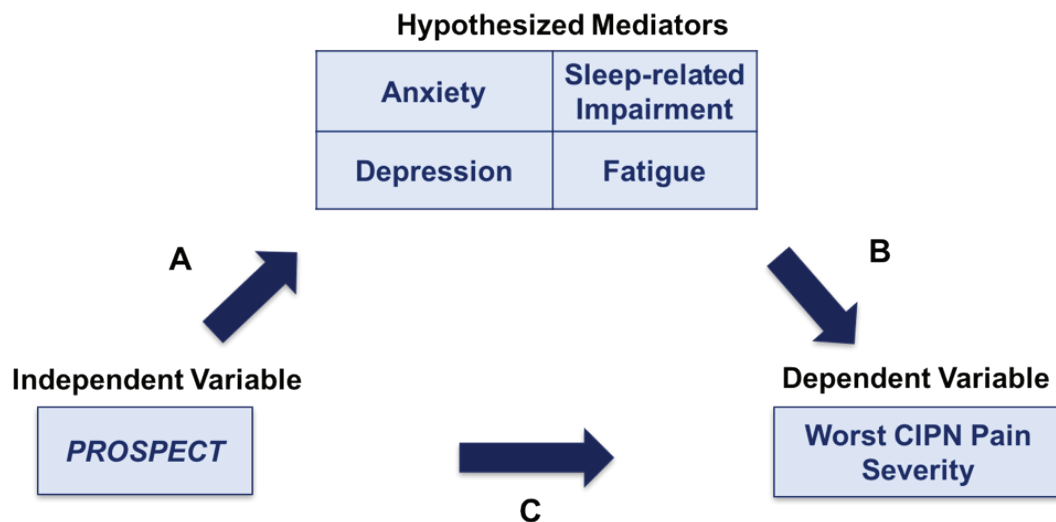 Hypothesized Mediators
Anxiety
Sleep-related
Impairment
Depression
Fatigue
A
B
Independent Variable
Dependent Variable
PROSPECT
Worst CIPN Pain
Severity
C